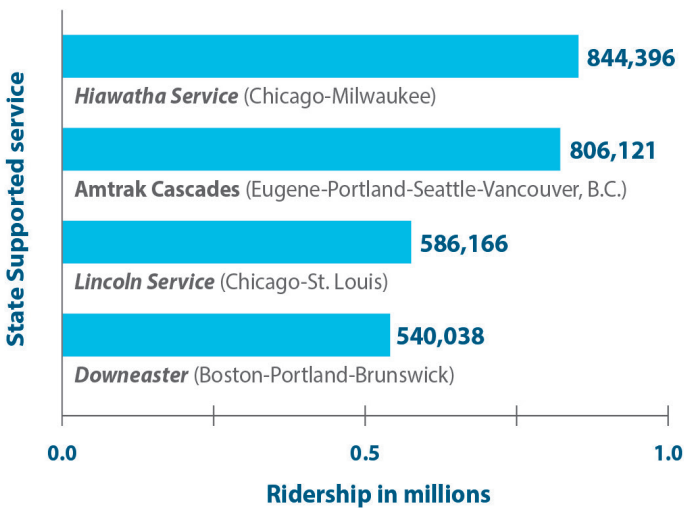 State Supported service
844,396
Hiawatha Service (Chicago-Milwaukee)
806,121
Amtrak Cascades (Eugene-Portland-Seattle-Vancouver, B.C.)
586,166
Lincoln Service (Chicago-St. Louis)
540,038
Downeaster (Boston-Portland-Brunswick)
0.0 0.5 1.0
Ridership in millions